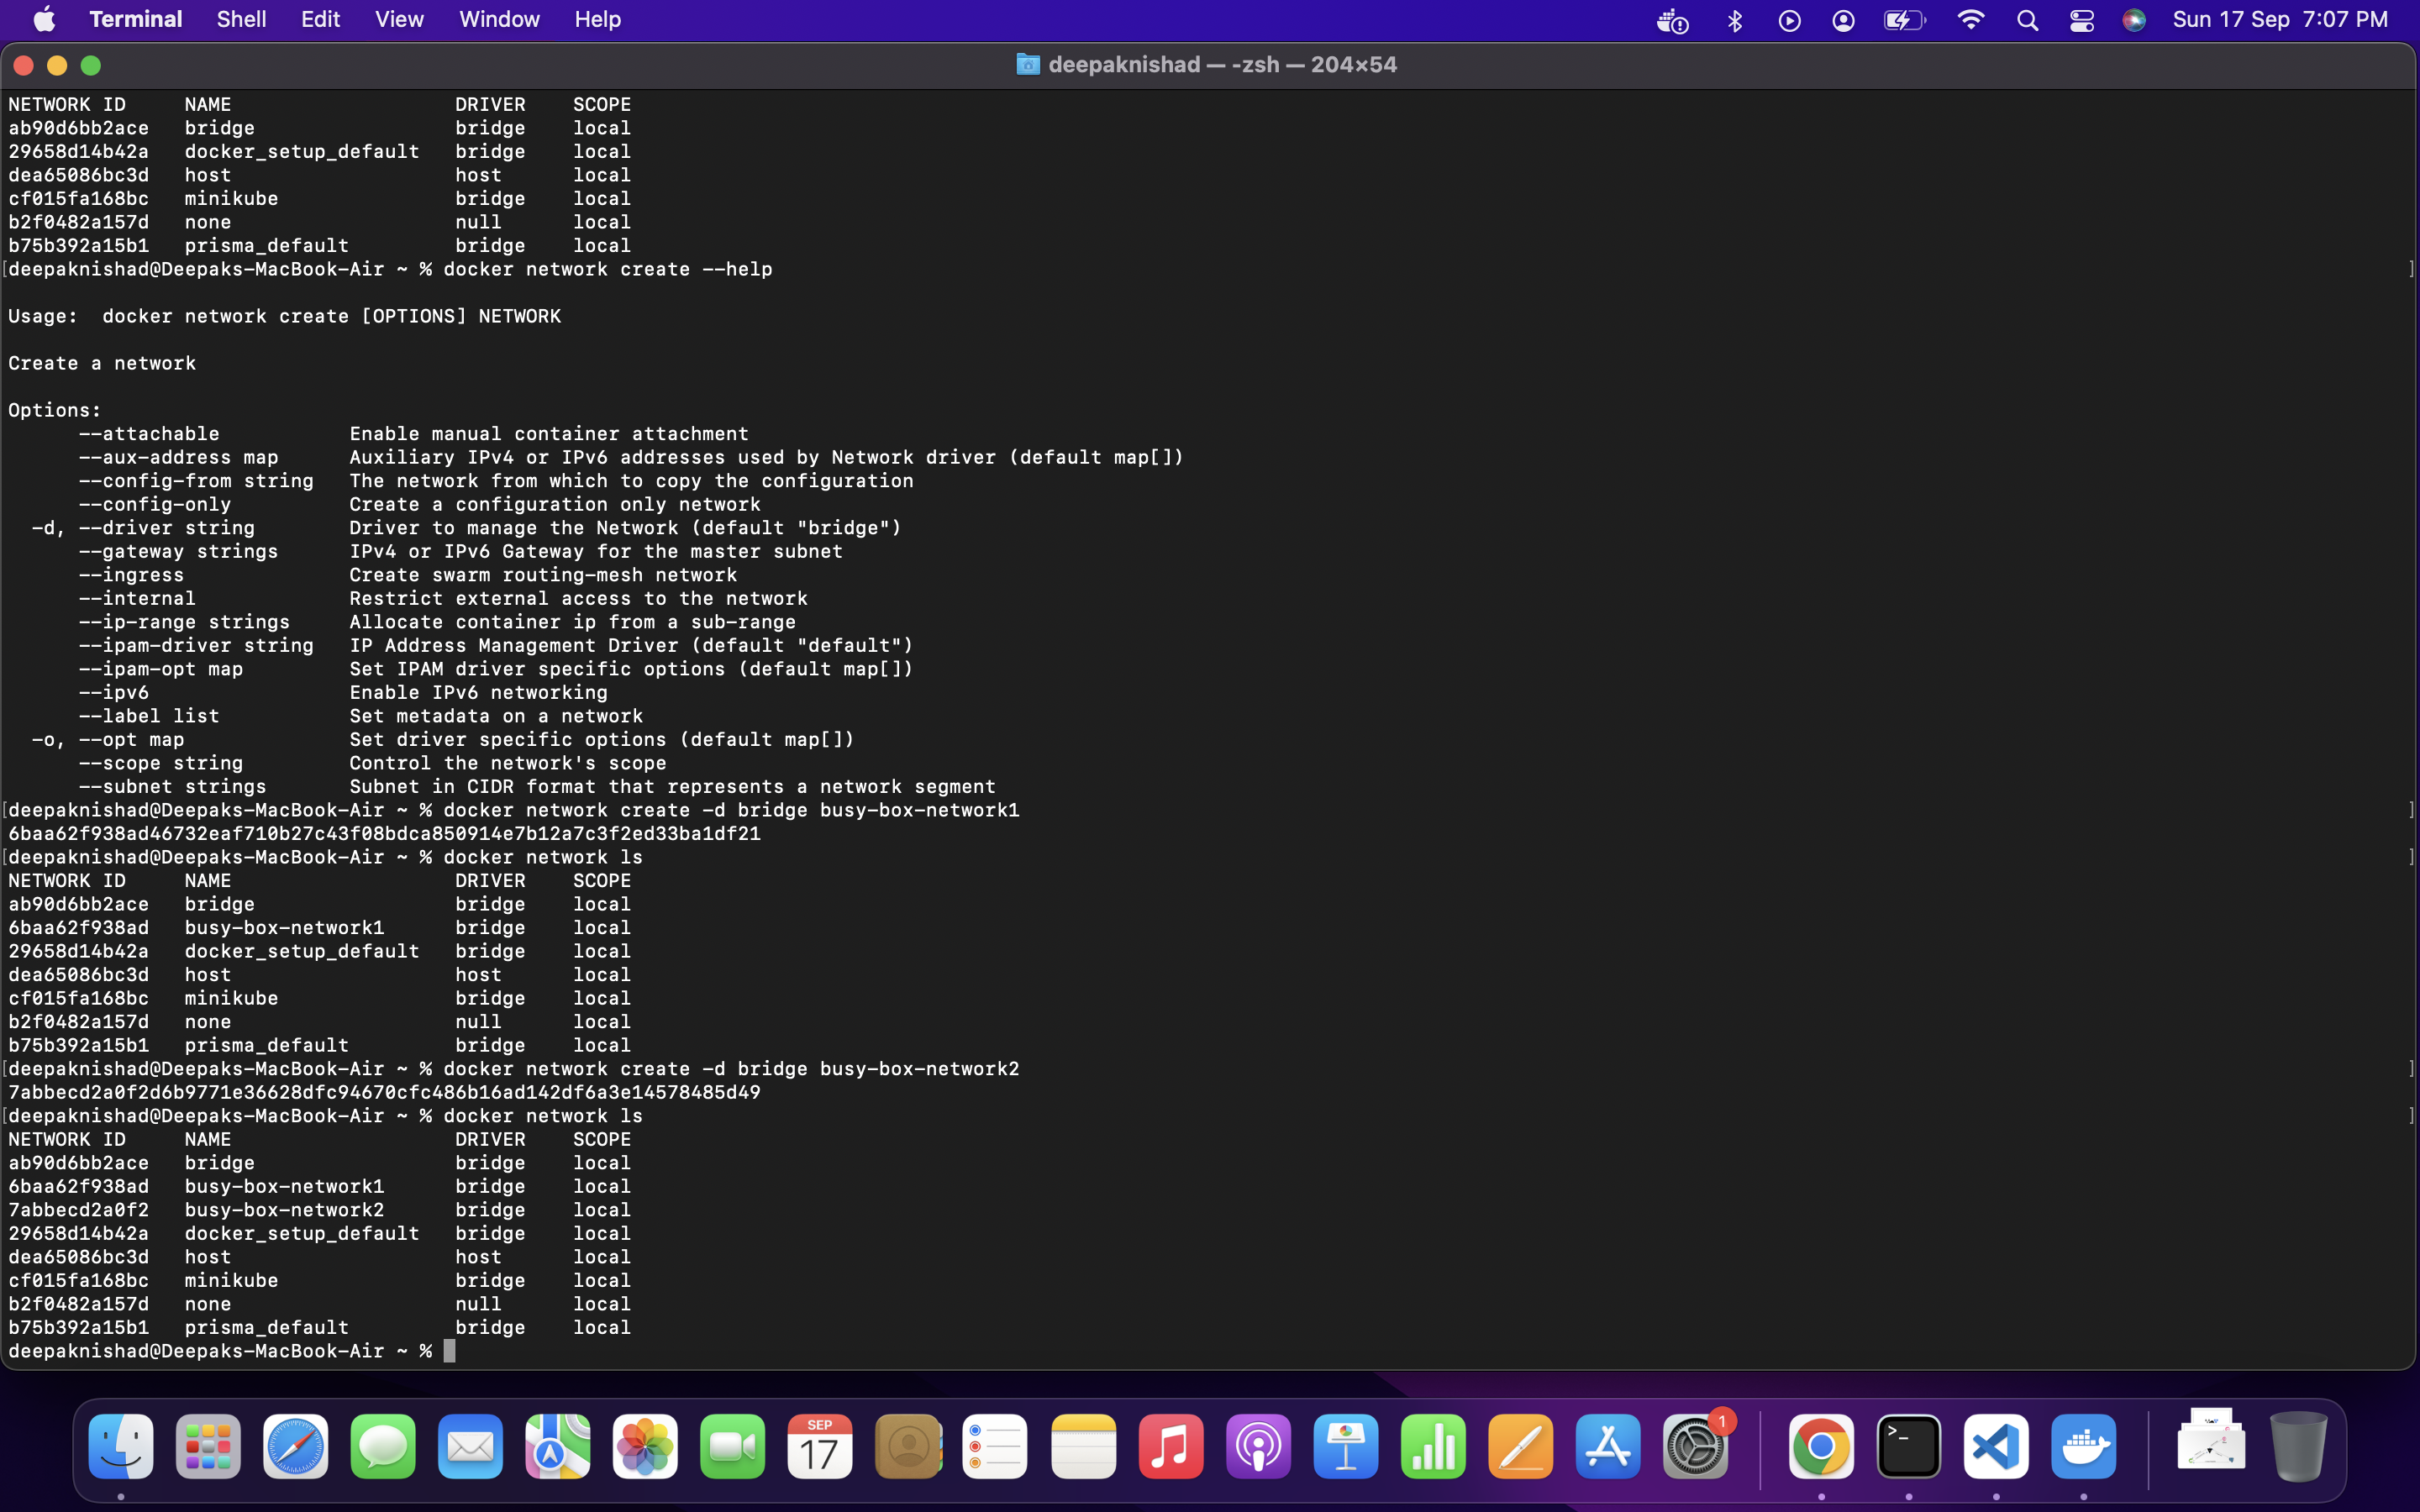 Terminal Shell Edit View Window Help Sun 17 Sep 7:07 PM
deepaknishad — -zsh — 204×54
NETWORK ID     NAME                   DRIVER    SCOPE
ab90d6bb2ace   bridge                 bridge    local
29658d14b42a   docker_setup_default   bridge    local
dea65086bc3d   host                   host      local
cf015fa168bc   minikube               bridge    local
b2f0482a157d   none                   null      local
b75b392a15b1   prisma_default         bridge    local
[deepaknishad@Deepaks-MacBook-Air ~ % docker network create --help ]
Usage:  docker network create [OPTIONS] NETWORK
Create a network
Options:
      --attachable           Enable manual container attachment
      --aux-address map      Auxiliary IPv4 or IPv6 addresses used by Network driver (default map[])
      --config-from string   The network from which to copy the configuration
      --config-only          Create a configuration only network
  -d, --driver string        Driver to manage the Network (default "bridge")
      --gateway strings      IPv4 or IPv6 Gateway for the master subnet
      --ingress              Create swarm routing-mesh network
      --internal             Restrict external access to the network
      --ip-range strings     Allocate container ip from a sub-range
      --ipam-driver string   IP Address Management Driver (default "default")
      --ipam-opt map         Set IPAM driver specific options (default map[])
      --ipv6                 Enable IPv6 networking
      --label list           Set metadata on a network
  -o, --opt map              Set driver specific options (default map[])
      --scope string         Control the network's scope
      --subnet strings       Subnet in CIDR format that represents a network segment
[deepaknishad@Deepaks-MacBook-Air ~ % docker network create -d bridge busy-box-network1 ]
6baa62f938ad46732eaf710b27c43f08bdca850914e7b12a7c3f2ed33ba1df21
[deepaknishad@Deepaks-MacBook-Air ~ % docker network ls ]
NETWORK ID     NAME                   DRIVER    SCOPE
ab90d6bb2ace   bridge                 bridge    local
6baa62f938ad   busy-box-network1      bridge    local
29658d14b42a   docker_setup_default   bridge    local
dea65086bc3d   host                   host      local
cf015fa168bc   minikube               bridge    local
b2f0482a157d   none                   null      local
b75b392a15b1   prisma_default         bridge    local
[deepaknishad@Deepaks-MacBook-Air ~ % docker network create -d bridge busy-box-network2 ]
7abbecd2a0f2d6b9771e36628dfc94670cfc486b16ad142df6a3e14578485d49
[deepaknishad@Deepaks-MacBook-Air ~ % docker network ls ]
NETWORK ID     NAME                   DRIVER    SCOPE
ab90d6bb2ace   bridge                 bridge    local
6baa62f938ad   busy-box-network1      bridge    local
7abbecd2a0f2   busy-box-network2      bridge    local
29658d14b42a   docker_setup_default   bridge    local
dea65086bc3d   host                   host      local
cf015fa168bc   minikube               bridge    local
b2f0482a157d   none                   null      local
b75b392a15b1   prisma_default         bridge    local
deepaknishad@Deepaks-MacBook-Air ~ %
SEP
17
1
>_